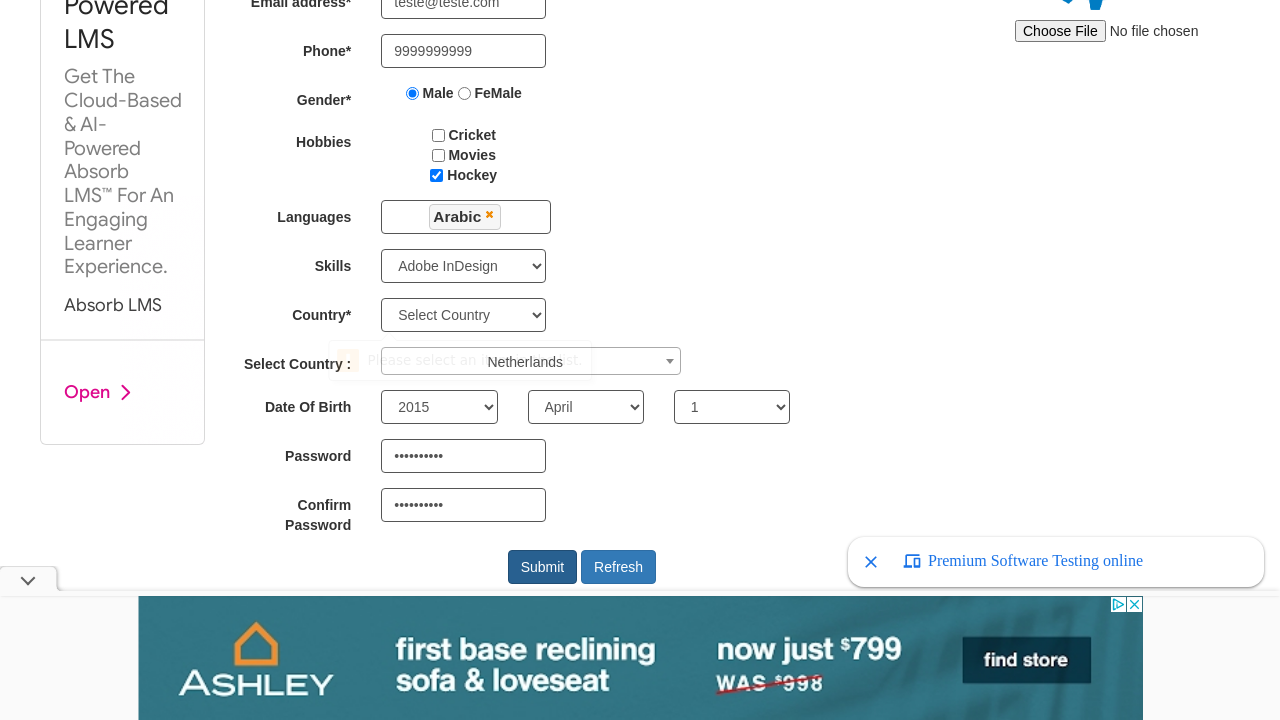 Powered
LMS
Get The
Cloud-Based
& AI-
Powered
Absorb
LMS™ For An
Engaging
Learner
Experience.
Absorb LMS
Open
Email address*
teste@teste.com
Choose File No file chosen
Phone*
9999999999
Gender*
Male FeMale
Hobbies
Cricket
Movies
Hockey
Languages
Arabic
Skills
Adobe InDesign
Country*
Select Country
Please select an item in the list.
Select Country :
Netherlands
Date Of Birth
2015 April 1
Password
••••••••••
Confirm
Password
••••••••••
Submit Refresh
Premium Software Testing online
ASHLEY
first base reclining
sofa & loveseat
now just $799
WAS $998
find store